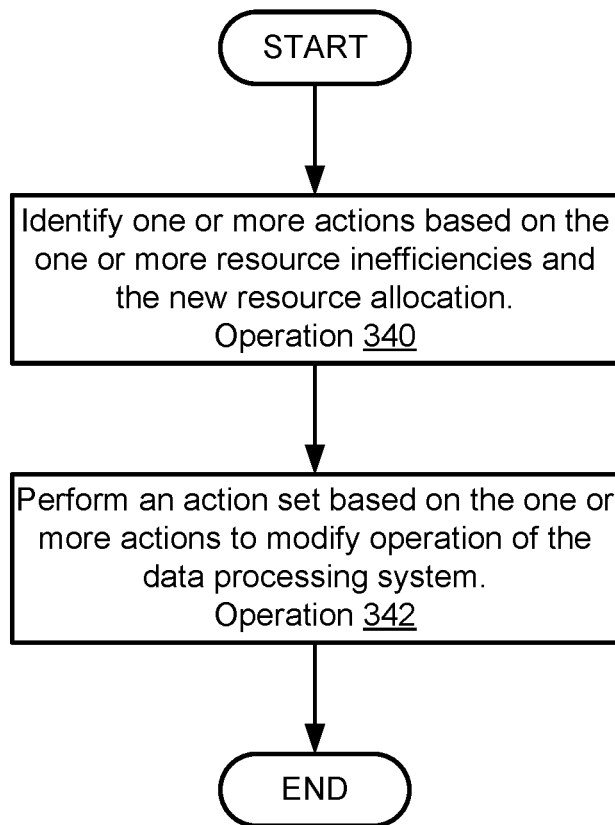 START
Identify one or more actions based on the
one or more resource inefficiencies and
the new resource allocation.
Operation 340
Perform an action set based on the one or
more actions to modify operation of the
data processing system.
Operation 342
END